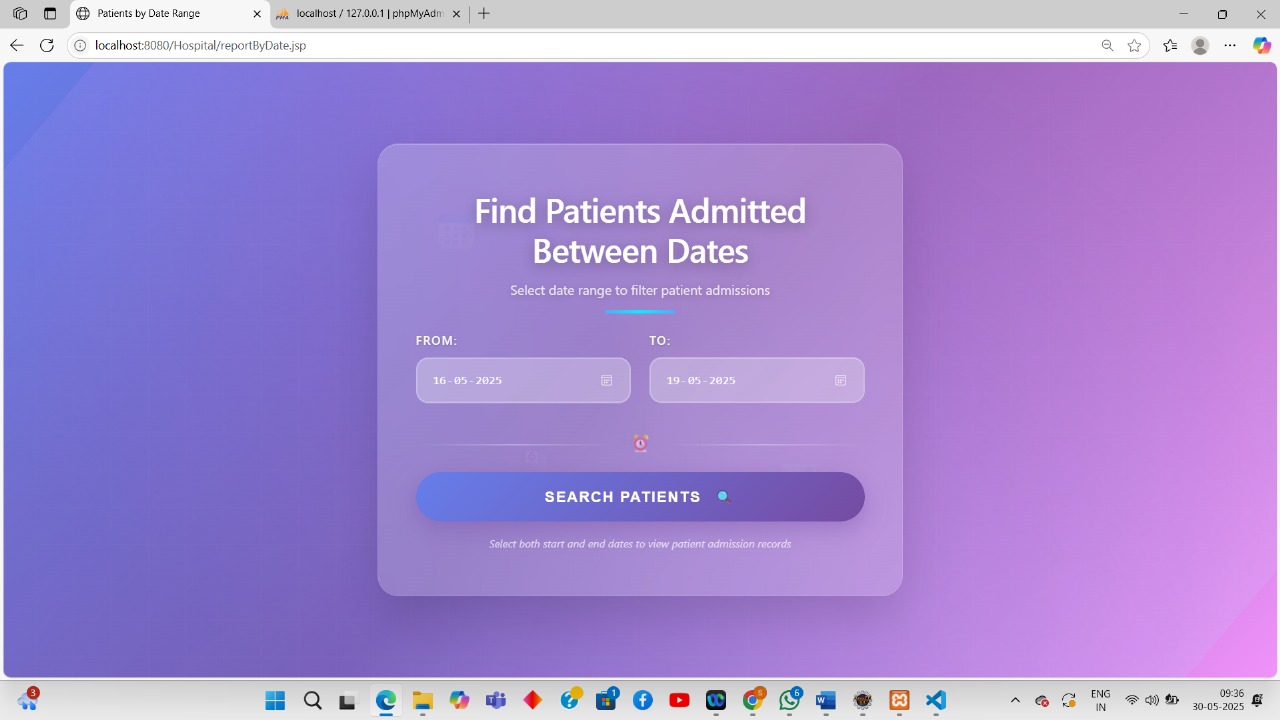 Patients by Date Range
localhost / 127.0.0.1 | phpMyAdm
localhost:8080/Hospital/reportByDate.jsp
Find Patients Admitted
Between Dates
Select date range to filter patient admissions
FROM:
TO:
16-05-2025
19-05-2025
SEARCH PATIENTS
Select both start and end dates to view patient admission records
3
1
5
6
ENG
IN
09:36
30-05-2025